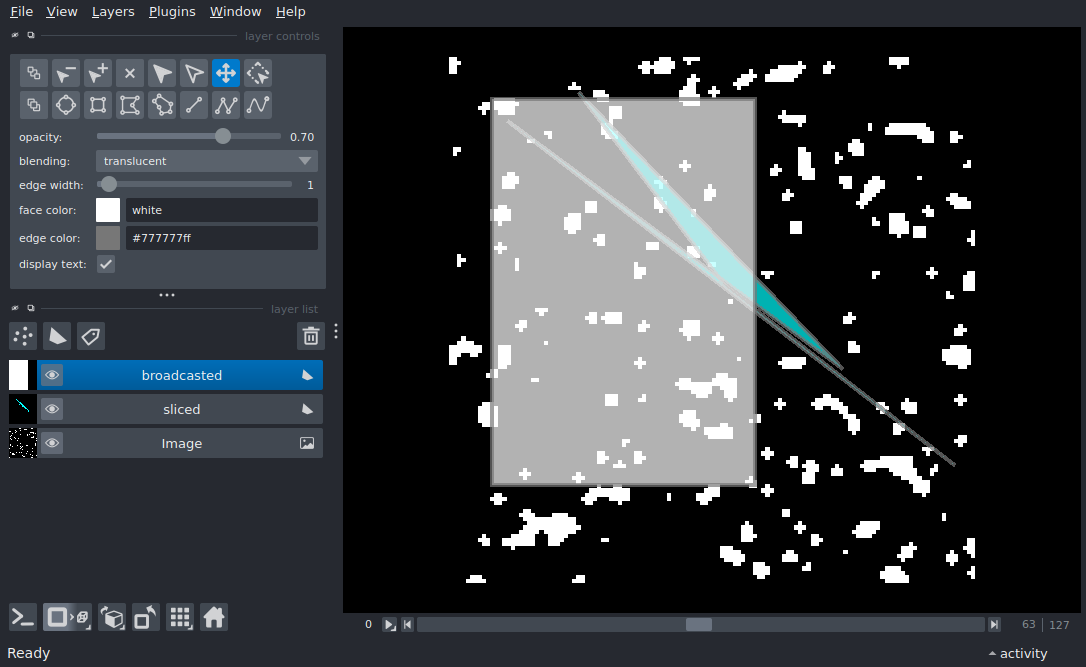 File View Layers Plugins Window Help
layer controls
opacity: 0.70
blending: translucent
edge width: 1
face color: white
edge color: #777777ff
display text:
layer list
broadcasted
sliced
Image
0 63 127
Ready activity